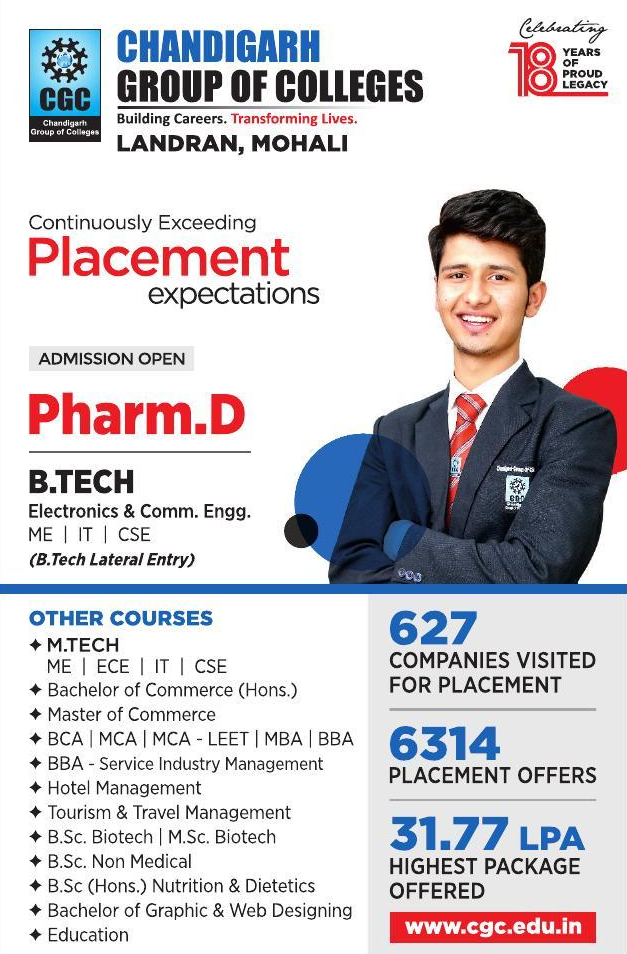 CGC
Chandigarh
Group of Colleges
CHANDIGARH
GROUP OF COLLEGES
Building Careers. Transforming Lives.
LANDRAN, MOHALI
Celebrating
18 YEARS
OF
PROUD
LEGACY
Continuously Exceeding
Placement
expectations
ADMISSION OPEN
Pharm.D
B.TECH
Electronics & Comm. Engg.
ME | IT | CSE
(B.Tech Lateral Entry)
CGC
OTHER COURSES
✦ M.TECH
ME | ECE | IT | CSE
✦ Bachelor of Commerce (Hons.)
✦ Master of Commerce
✦ BCA | MCA | MCA - LEET | MBA | BBA
✦ BBA - Service Industry Management
✦ Hotel Management
✦ Tourism & Travel Management
✦ B.Sc. Biotech | M.Sc. Biotech
✦ B.Sc. Non Medical
✦ B.Sc (Hons.) Nutrition & Dietetics
✦ Bachelor of Graphic & Web Designing
✦ Education
627
COMPANIES VISITED
FOR PLACEMENT
6314
PLACEMENT OFFERS
31.77 LPA
HIGHEST PACKAGE
OFFERED
www.cgc.edu.in